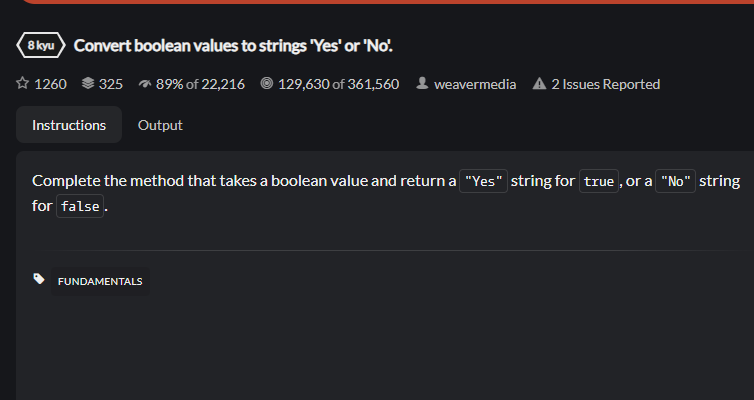 8 kyu Convert boolean values to strings 'Yes' or 'No'.
1260 325 89% of 22,216 129,630 of 361,560 weavermedia 2 Issues Reported
Instructions Output
Complete the method that takes a boolean value and return a "Yes" string for true, or a "No" string
for false.
FUNDAMENTALS